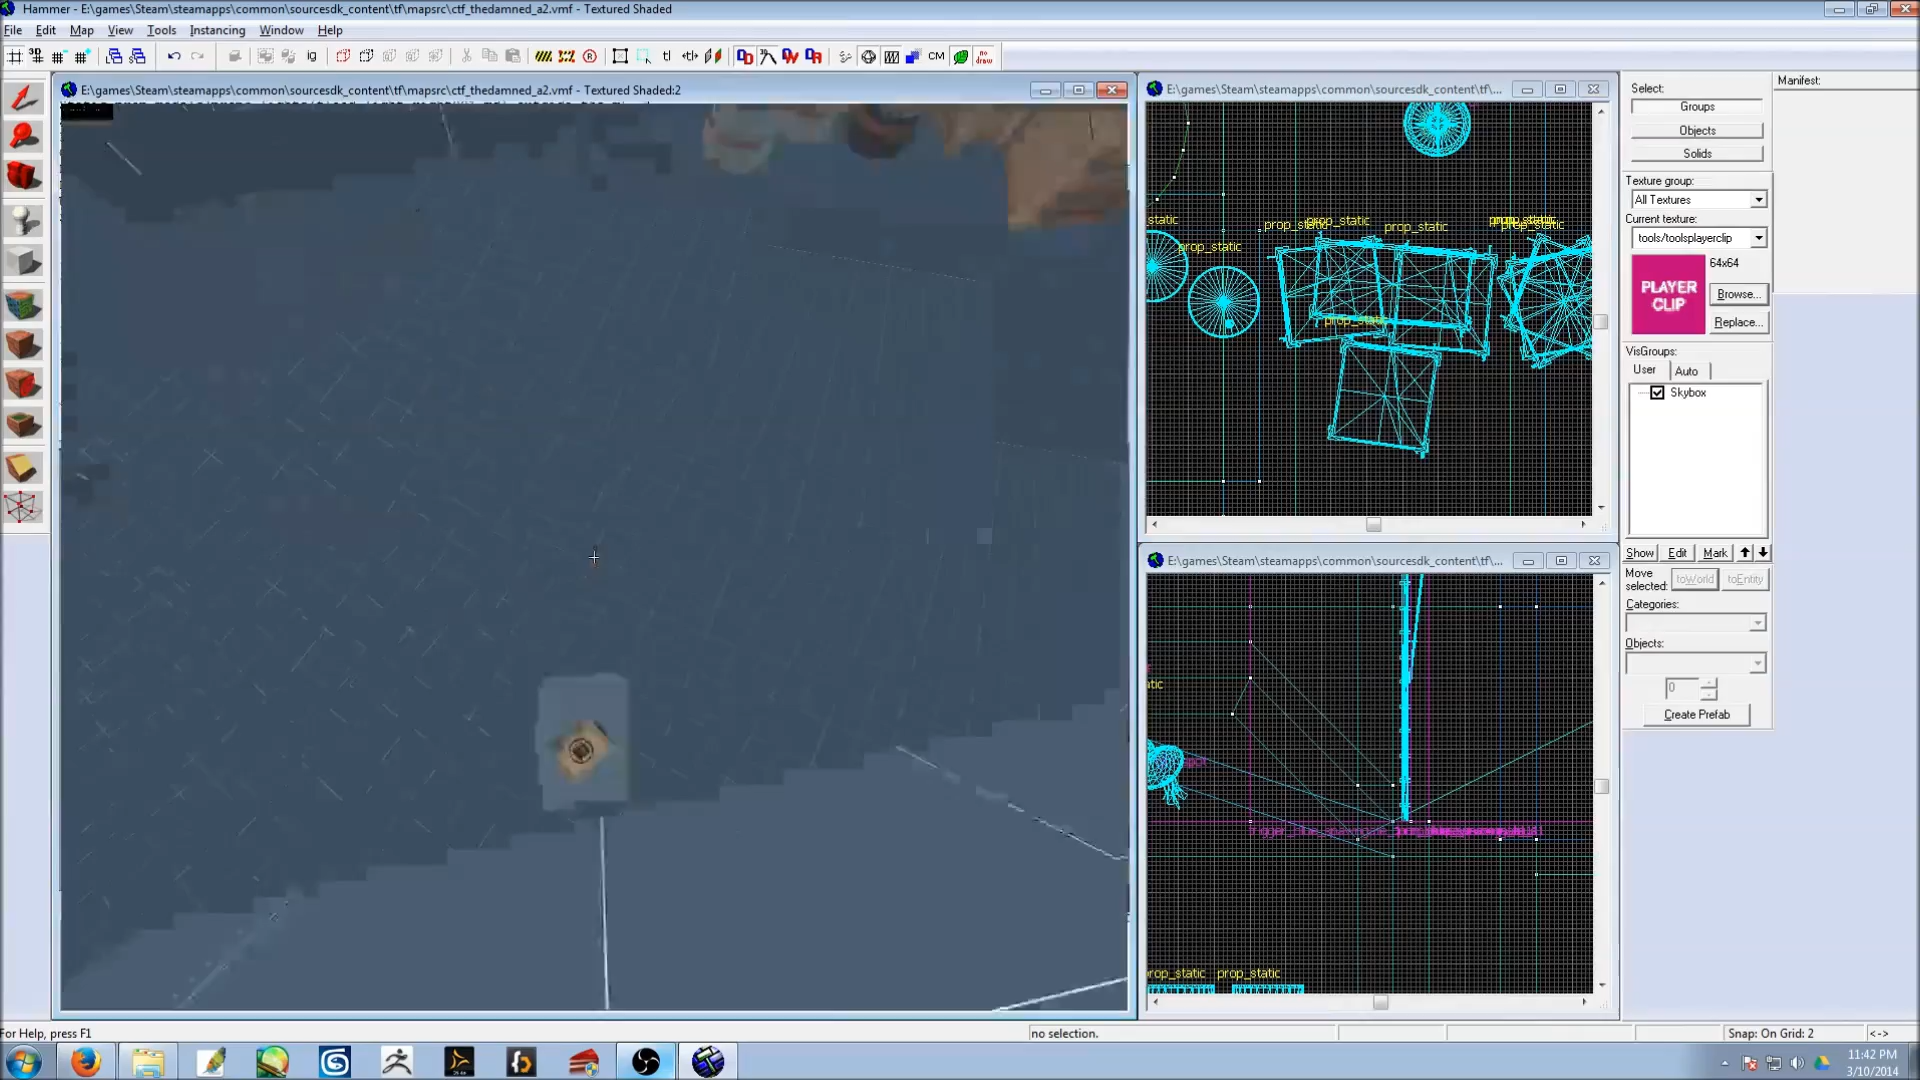 Hammer - E:\games\Steam\steamapps\common\sourcesdk_content\tf\mapsrc\ctf_thedamned_a2.vmf - Textured Shaded
File Edit Map View Tools Instancing Window Help
E:\games\Steam\steamapps\common\sourcesdk_content\tf\mapsrc\ctf_thedamned_a2.vmf - Textured Shaded:2
E:\games\Steam\steamapps\common\sourcesdk_content\tf\...
Select:
Groups
Objects
Solids
Texture group:
All Textures
Current texture:
tools/toolsplayerclip
PLAYER CLIP
64x64
Browse...
Replace...
VisGroups:
User Auto
Skybox
Show Edit Mark
Move selected: toWorld toEntity
Categories:
Objects:
0
Create Prefab
Manifest:
prop_static
prop_static
prop_static
prop_static
E:\games\Steam\steamapps\common\sourcesdk_content\tf\...
prop_static prop_static
For Help, press F1
no selection.
Snap: On Grid: 2
<->
11:42 PM
3/10/2014